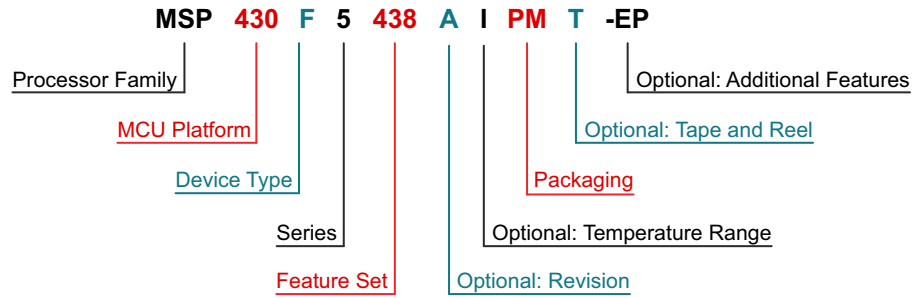 MSP 430 F 5 438 A I PM T -EP
Processor Family
Optional: Additional Features
MCU Platform
Optional: Tape and Reel
Device Type
Packaging
Series
Optional: Temperature Range
Feature Set
Optional: Revision